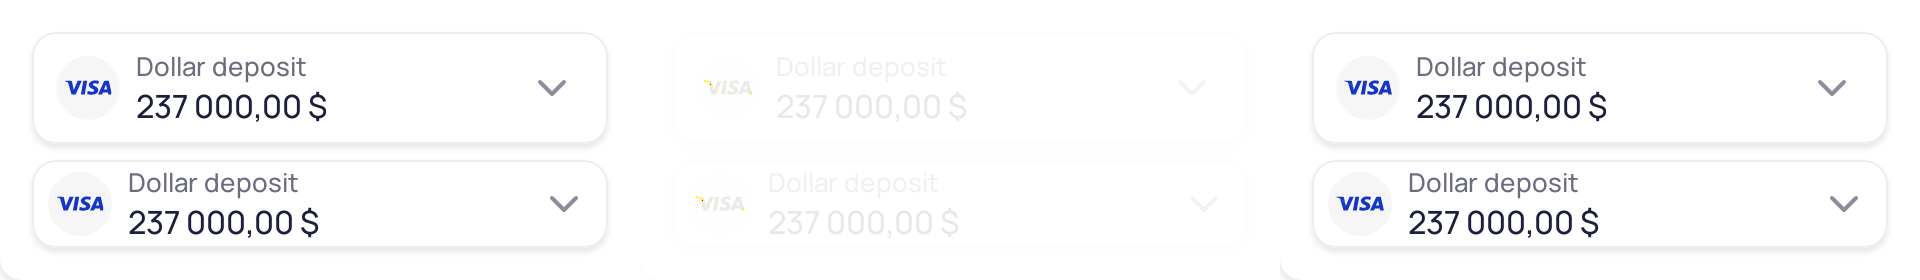 Dollar deposit
VISA
237 000,00 $
Dollar deposit
VISA
237 000,00 $
Dollar deposit
VISA
237 000,00 $
Dollar deposit
VISA
237 000,00 $
Dollar deposit
VISA
237 000,00 $
Dollar deposit
VISA
237 000,00 $